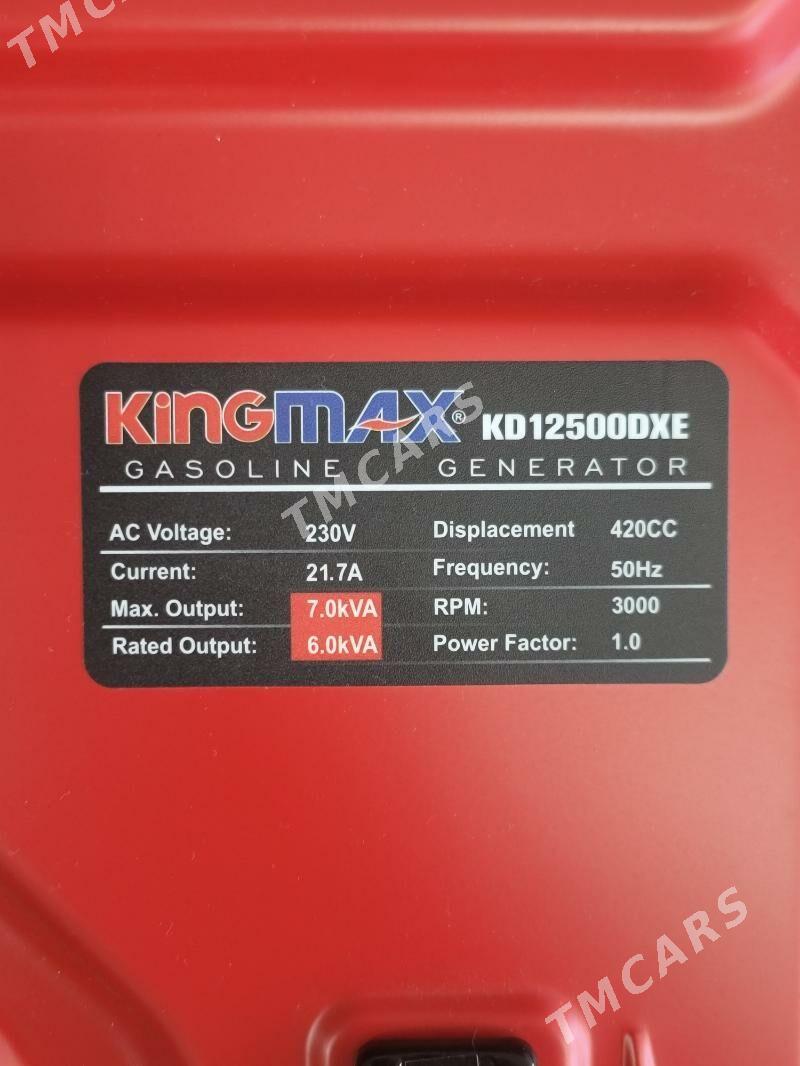 TMCARS
KINGMAX® KD12500DXE
GASOLINE GENERATOR
TMCARS
AC Voltage: 230V Displacement 420CC
Current: 21.7A Frequency: 50Hz
Max. Output: 7.0kVA RPM: 3000
Rated Output: 6.0kVA Power Factor: 1.0
TMCARS